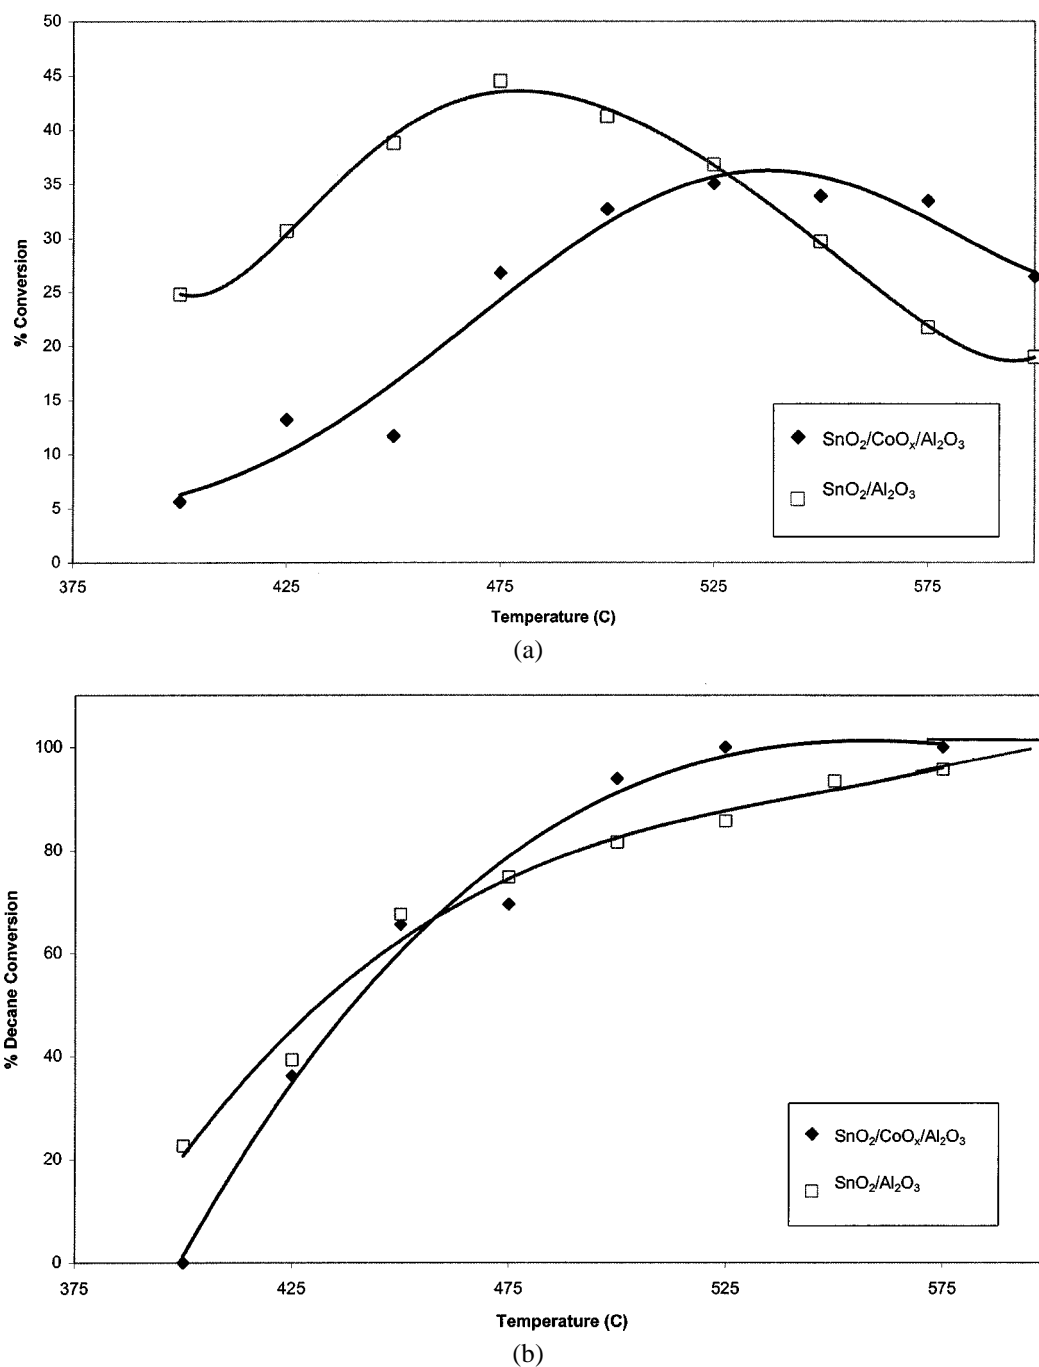 50
45
40
35
30
25
20
15
10
5
0
% Conversion
SnO₂/CoOₓ/Al₂O₃
SnO₂/Al₂O₃
375 425 475 525 575
Temperature (C)
(a)
100
80
60
40
20
0
% Decane Conversion
SnO₂/CoOₓ/Al₂O₃
SnO₂/Al₂O₃
375 425 475 525 575
Temperature (C)
(b)